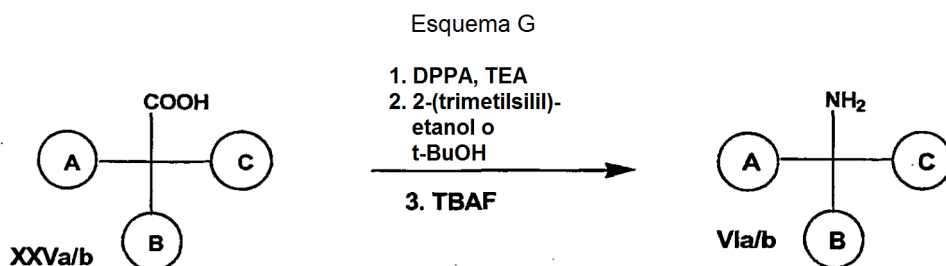 Esquema G
1. DPPA, TEA
2. 2-(trimetilsilil)-
etanol o
t-BuOH
3. TBAF
COOH
A
C
B
XXVa/b
NH₂
A
C
B
VIa/b